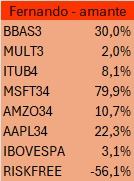 Fernando - amante
BBAS3 30,0%
MULT3 2,0%
ITUB4 8,1%
MSFT34 79,9%
AMZO34 10,7%
AAPL34 22,3%
IBOVESPA 3,1%
RISKFREE -56,1%